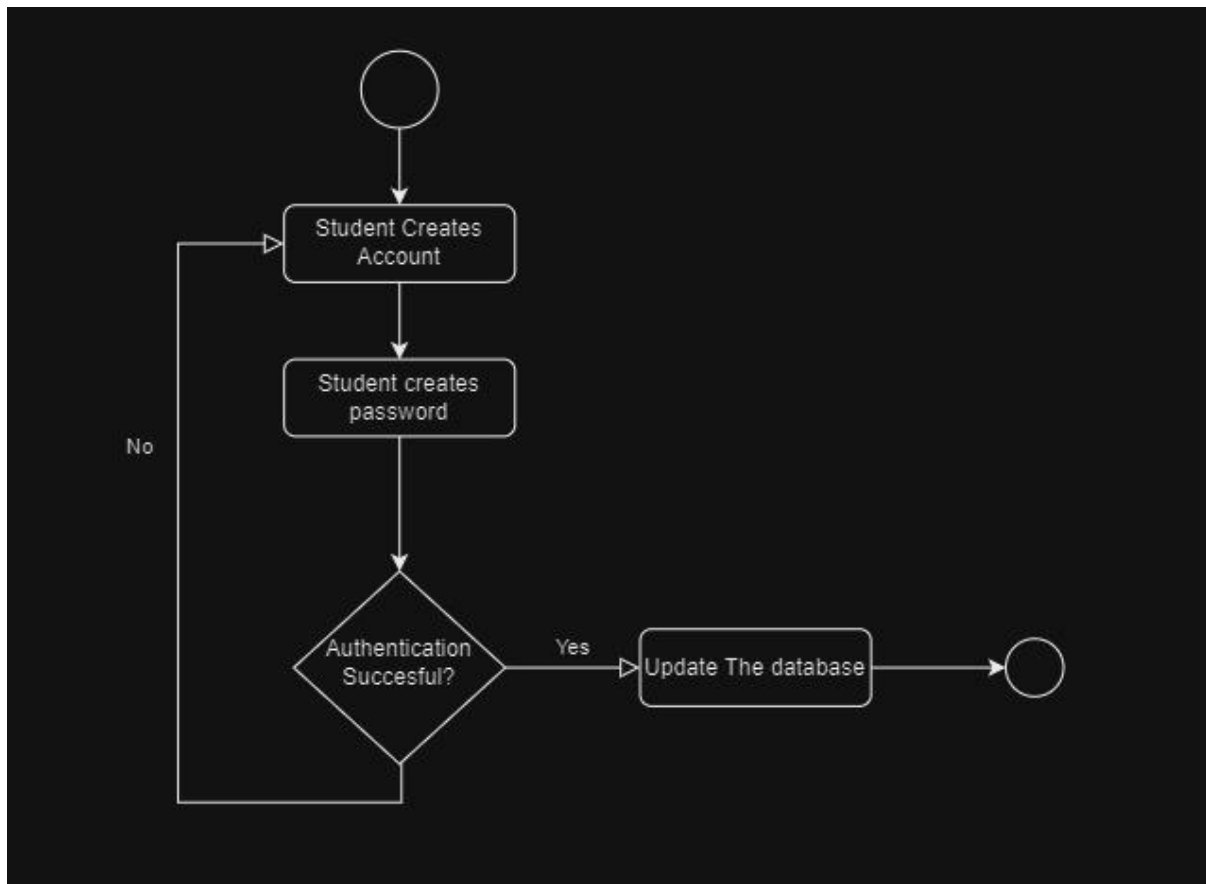 Student Creates
Account
Student creates
password
No
Authentication
Succesful?
Yes
Update The database